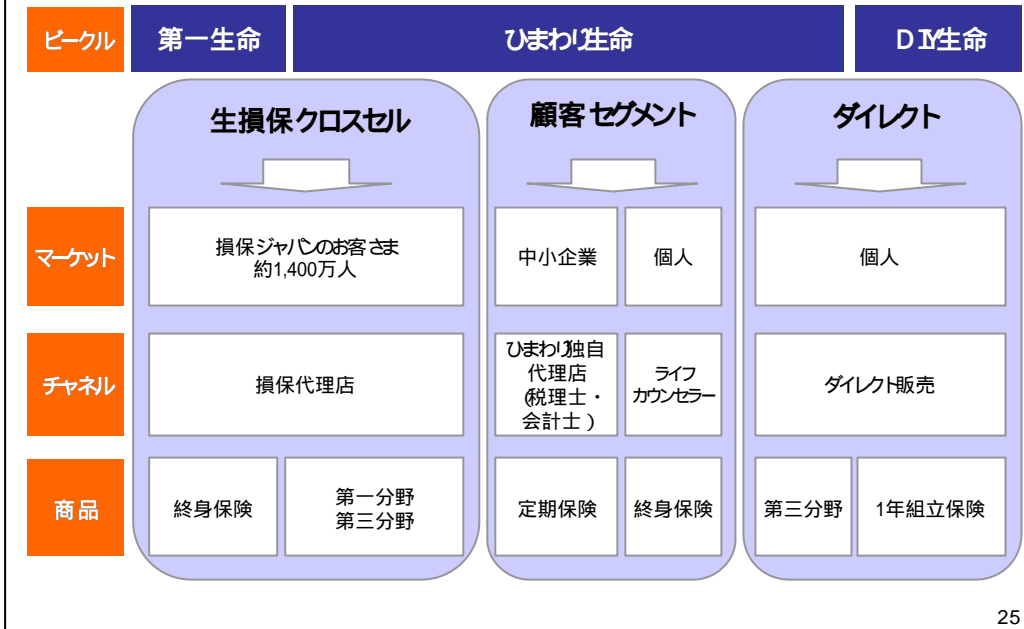 ビークル
第一生命
ひまわり生命
DIY生命
生損保クロスセル
顧客セグメント
ダイレクト
マーケット
損保ジャパンのお客さま
約1,400万人
中小企業
個人
個人
チャネル
損保代理店
ひまわり独自
代理店
(税理士・
会計士)
ライフ
カウンセラー
ダイレクト販売
商品
終身保険
第一分野
第三分野
定期保険
終身保険
第三分野
1年組立保険
25